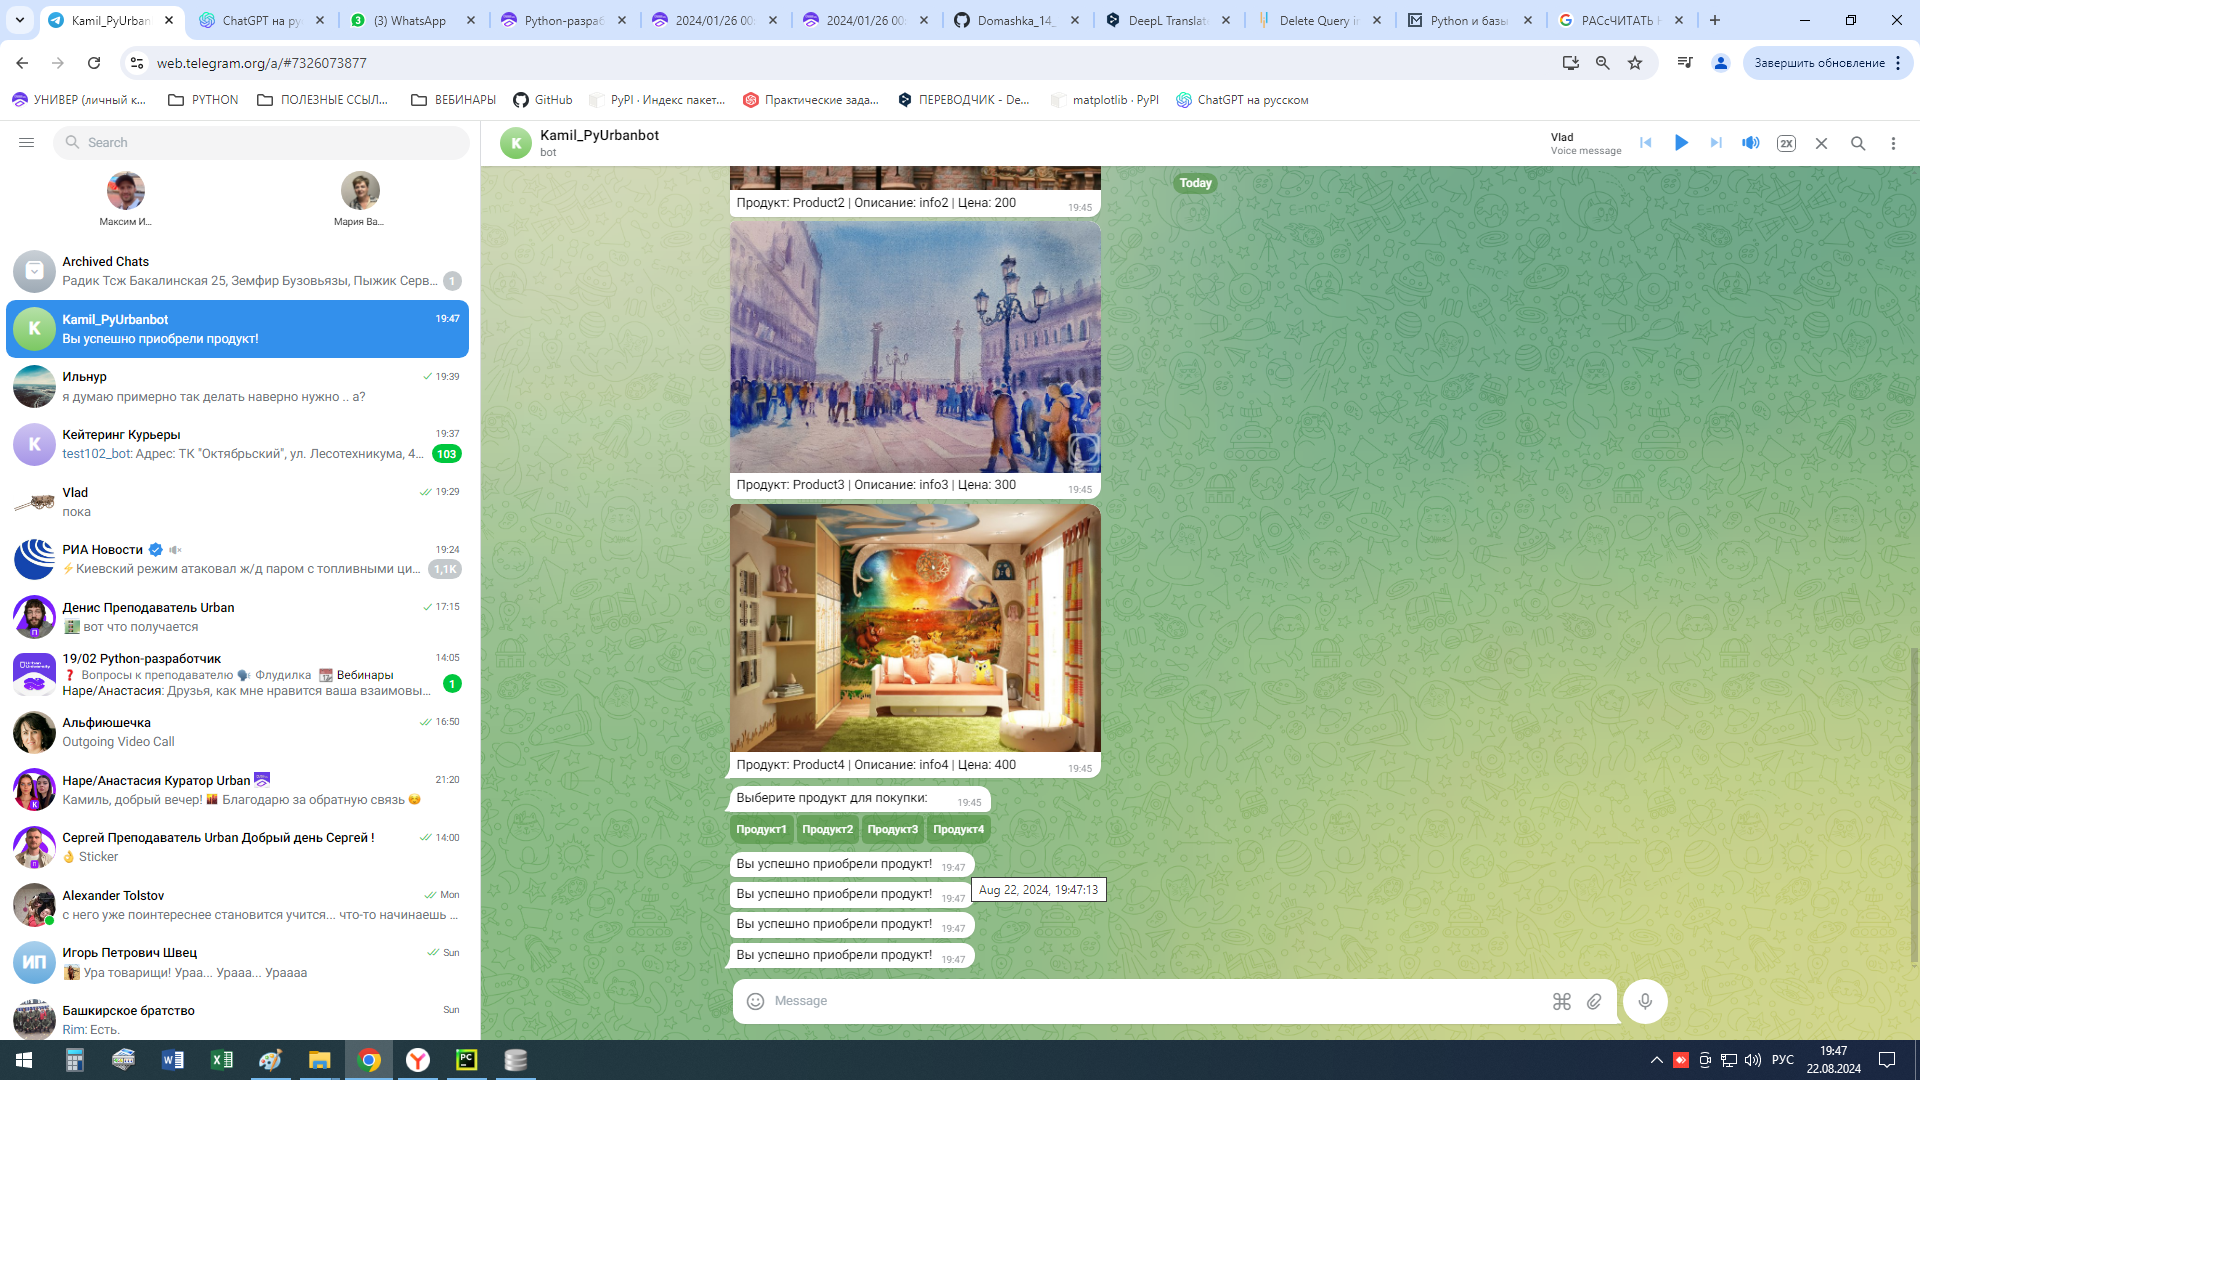 Kamil_PyUrban
ChatGPT на ру
(3) WhatsApp
Python-разраб
2024/01/26 00:
2024/01/26 00:
Domashka_14_
DeepL Translat
Delete Query in
Python и базы
РАСсЧИТАТЬ
web.telegram.org/a/#7326073877
Завершить обновление
УНИВЕР (личный к...
PYTHON
ПОЛЕЗНЫЕ ССЫЛ...
ВЕБИНАРЫ
GitHub
PyPI · Индекс пакет...
Практические зада...
ПЕРЕВОДЧИК - De...
matplotlib · PyPI
ChatGPT на русском
Search
Максим И...
Мария Ва...
Archived Chats
Радик Тсж Бакалинская 25, Земфир Бузовьязы, Пыжик Серв...
1
K
Kamil_PyUrbanbot
19:47
Вы успешно приобрели продукт!
Ильнур
19:39
я думаю примерно так делать наверно нужно .. а?
K
Кейтеринг Курьеры
19:37
test102_bot: Адрес: ТК "Октябрьский", ул. Лесотехникума, 4...
103
Vlad
19:29
пока
РИА Новости
19:24
⚡Киевский режим атаковал ж/д паром с топливными ци...
1,1K
Денис Преподаватель Urban
17:15
вот что получается
19/02 Python-разработчик
14:05
❓ Вопросы к преподавателю 🗣 Флудилка 📆 Вебинары
Наре/Анастасия: Друзья, как мне нравится ваша взаимовы...
1
Альфиюшечка
16:50
Outgoing Video Call
Наре/Анастасия Куратор Urban
21:20
Камиль, добрый вечер! 🌇 Благодарю за обратную связь ☺️
Сергей Преподаватель Urban Добрый день Сергей !
14:00
👌 Sticker
Alexander Tolstov
Mon
с него уже поинтереснее становится учится... что-то начинаешь ...
ИП
Игорь Петрович Швец
Sun
Ура товарищи! Ураа... Урааа... Ураааа
Башкирское братство
Sun
Rim: Есть.
K
Kamil_PyUrbanbot
bot
Vlad
Voice message
2X
Today
Продукт: Product2 | Описание: info2 | Цена: 200
19:45
Продукт: Product3 | Описание: info3 | Цена: 300
19:45
Продукт: Product4 | Описание: info4 | Цена: 400
19:45
Выберите продукт для покупки:
19:45
Продукт1
Продукт2
Продукт3
Продукт4
Вы успешно приобрели продукт!
19:47
Вы успешно приобрели продукт!
19:47
Aug 22, 2024, 19:47:13
Вы успешно приобрели продукт!
19:47
Вы успешно приобрели продукт!
19:47
Message
РУС
19:47
22.08.2024